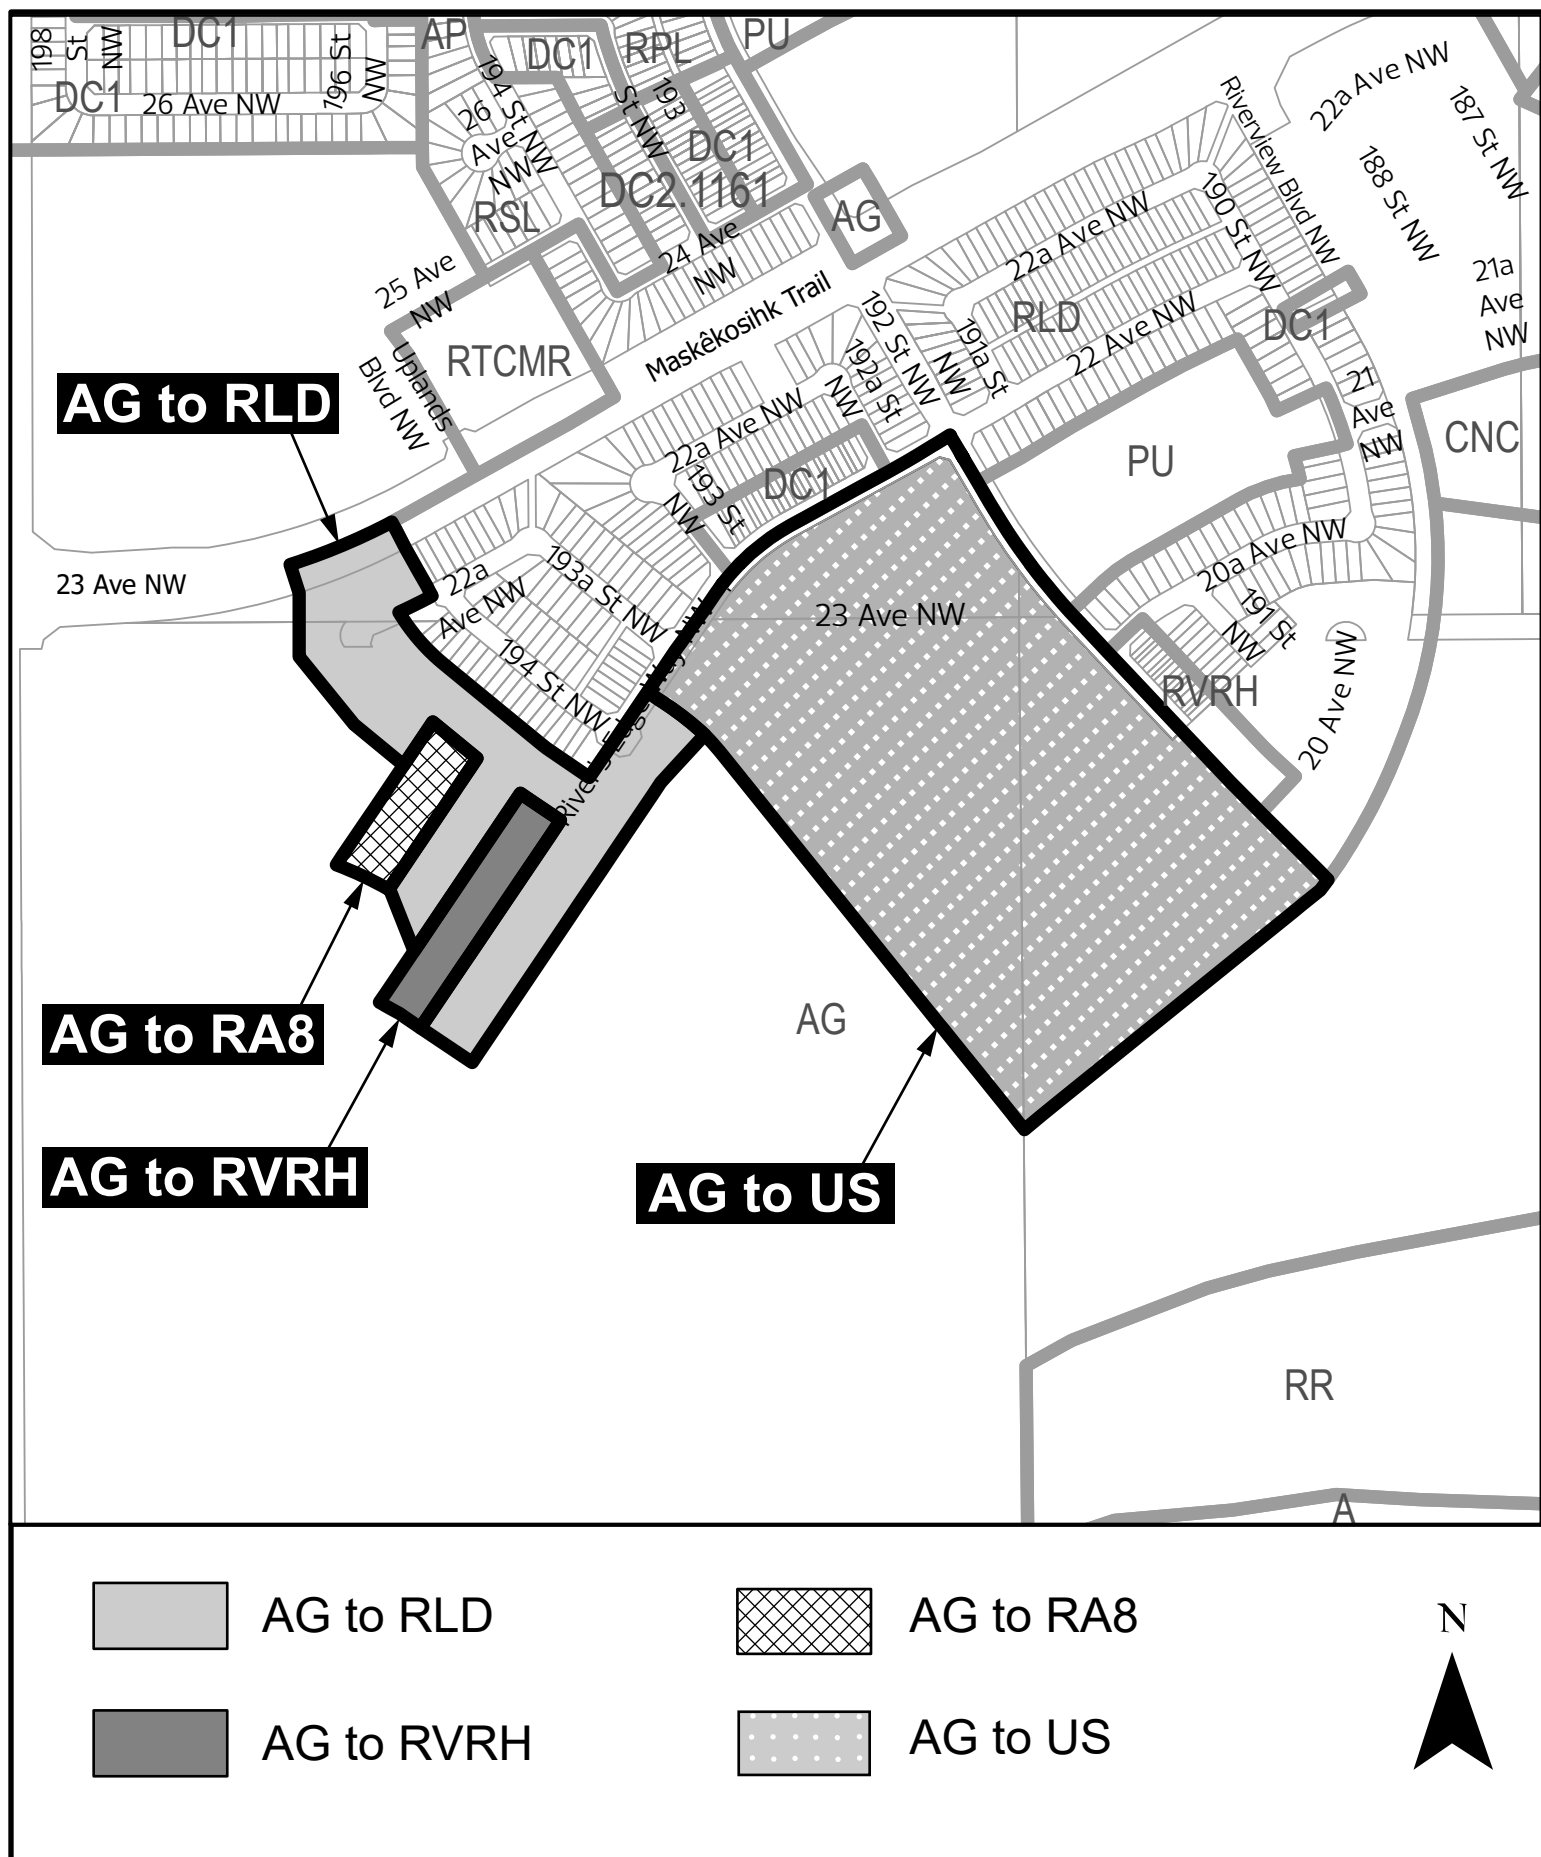 198
St
NW
DC1
196 St
NW
DC1
26 Ave NW
AP
194 St NW
DC1
RPL
PU
193
St NW
26
Ave
NW
DC1
DC2.1161
RSL
AG
24 Ave
NW
25 Ave
NW
Uplands
Blvd NW
RTCMR
Maskêkosihk Trail
22a Ave NW
187 St NW
188 St NW
Riverview Blvd NW
190 St NW
22a Ave NW
21a
Ave
NW
RLD
DC1
22 Ave NW
192 St NW
191a St
NW
192a St
NW
22a Ave NW
21
Ave
NW
CNC
PU
DC1
193 St
NW
AG to RLD
23 Ave NW
22a
Ave NW
193a St NW
194 St NW
23 Ave NW
20a Ave NW
191 St
NW
RVRH
20 Ave NW
AG to RA8
AG
AG to RVRH
AG to US
RR
A
AG to RLD
AG to RA8
AG to RVRH
AG to US
N